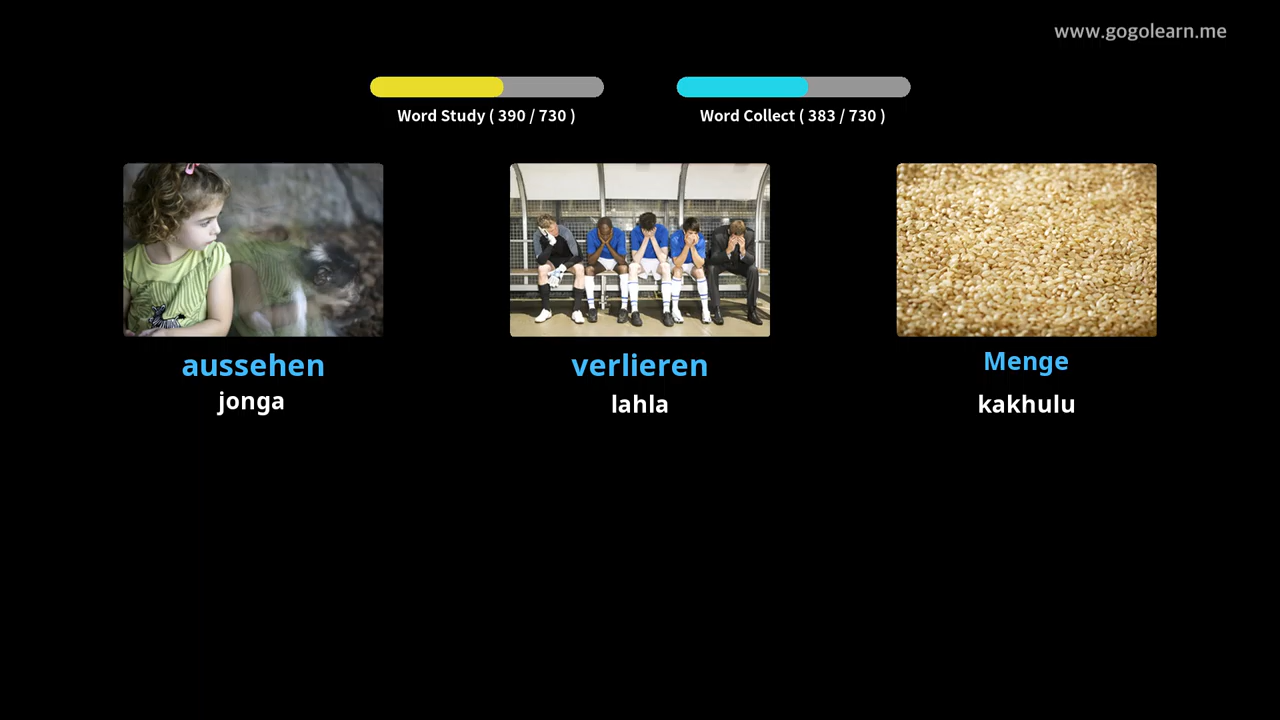 www.gogolearn.me
Word Study ( 390 / 730 )
Word Collect ( 383 / 730 )
aussehen
jonga
verlieren
lahla
Menge
kakhulu